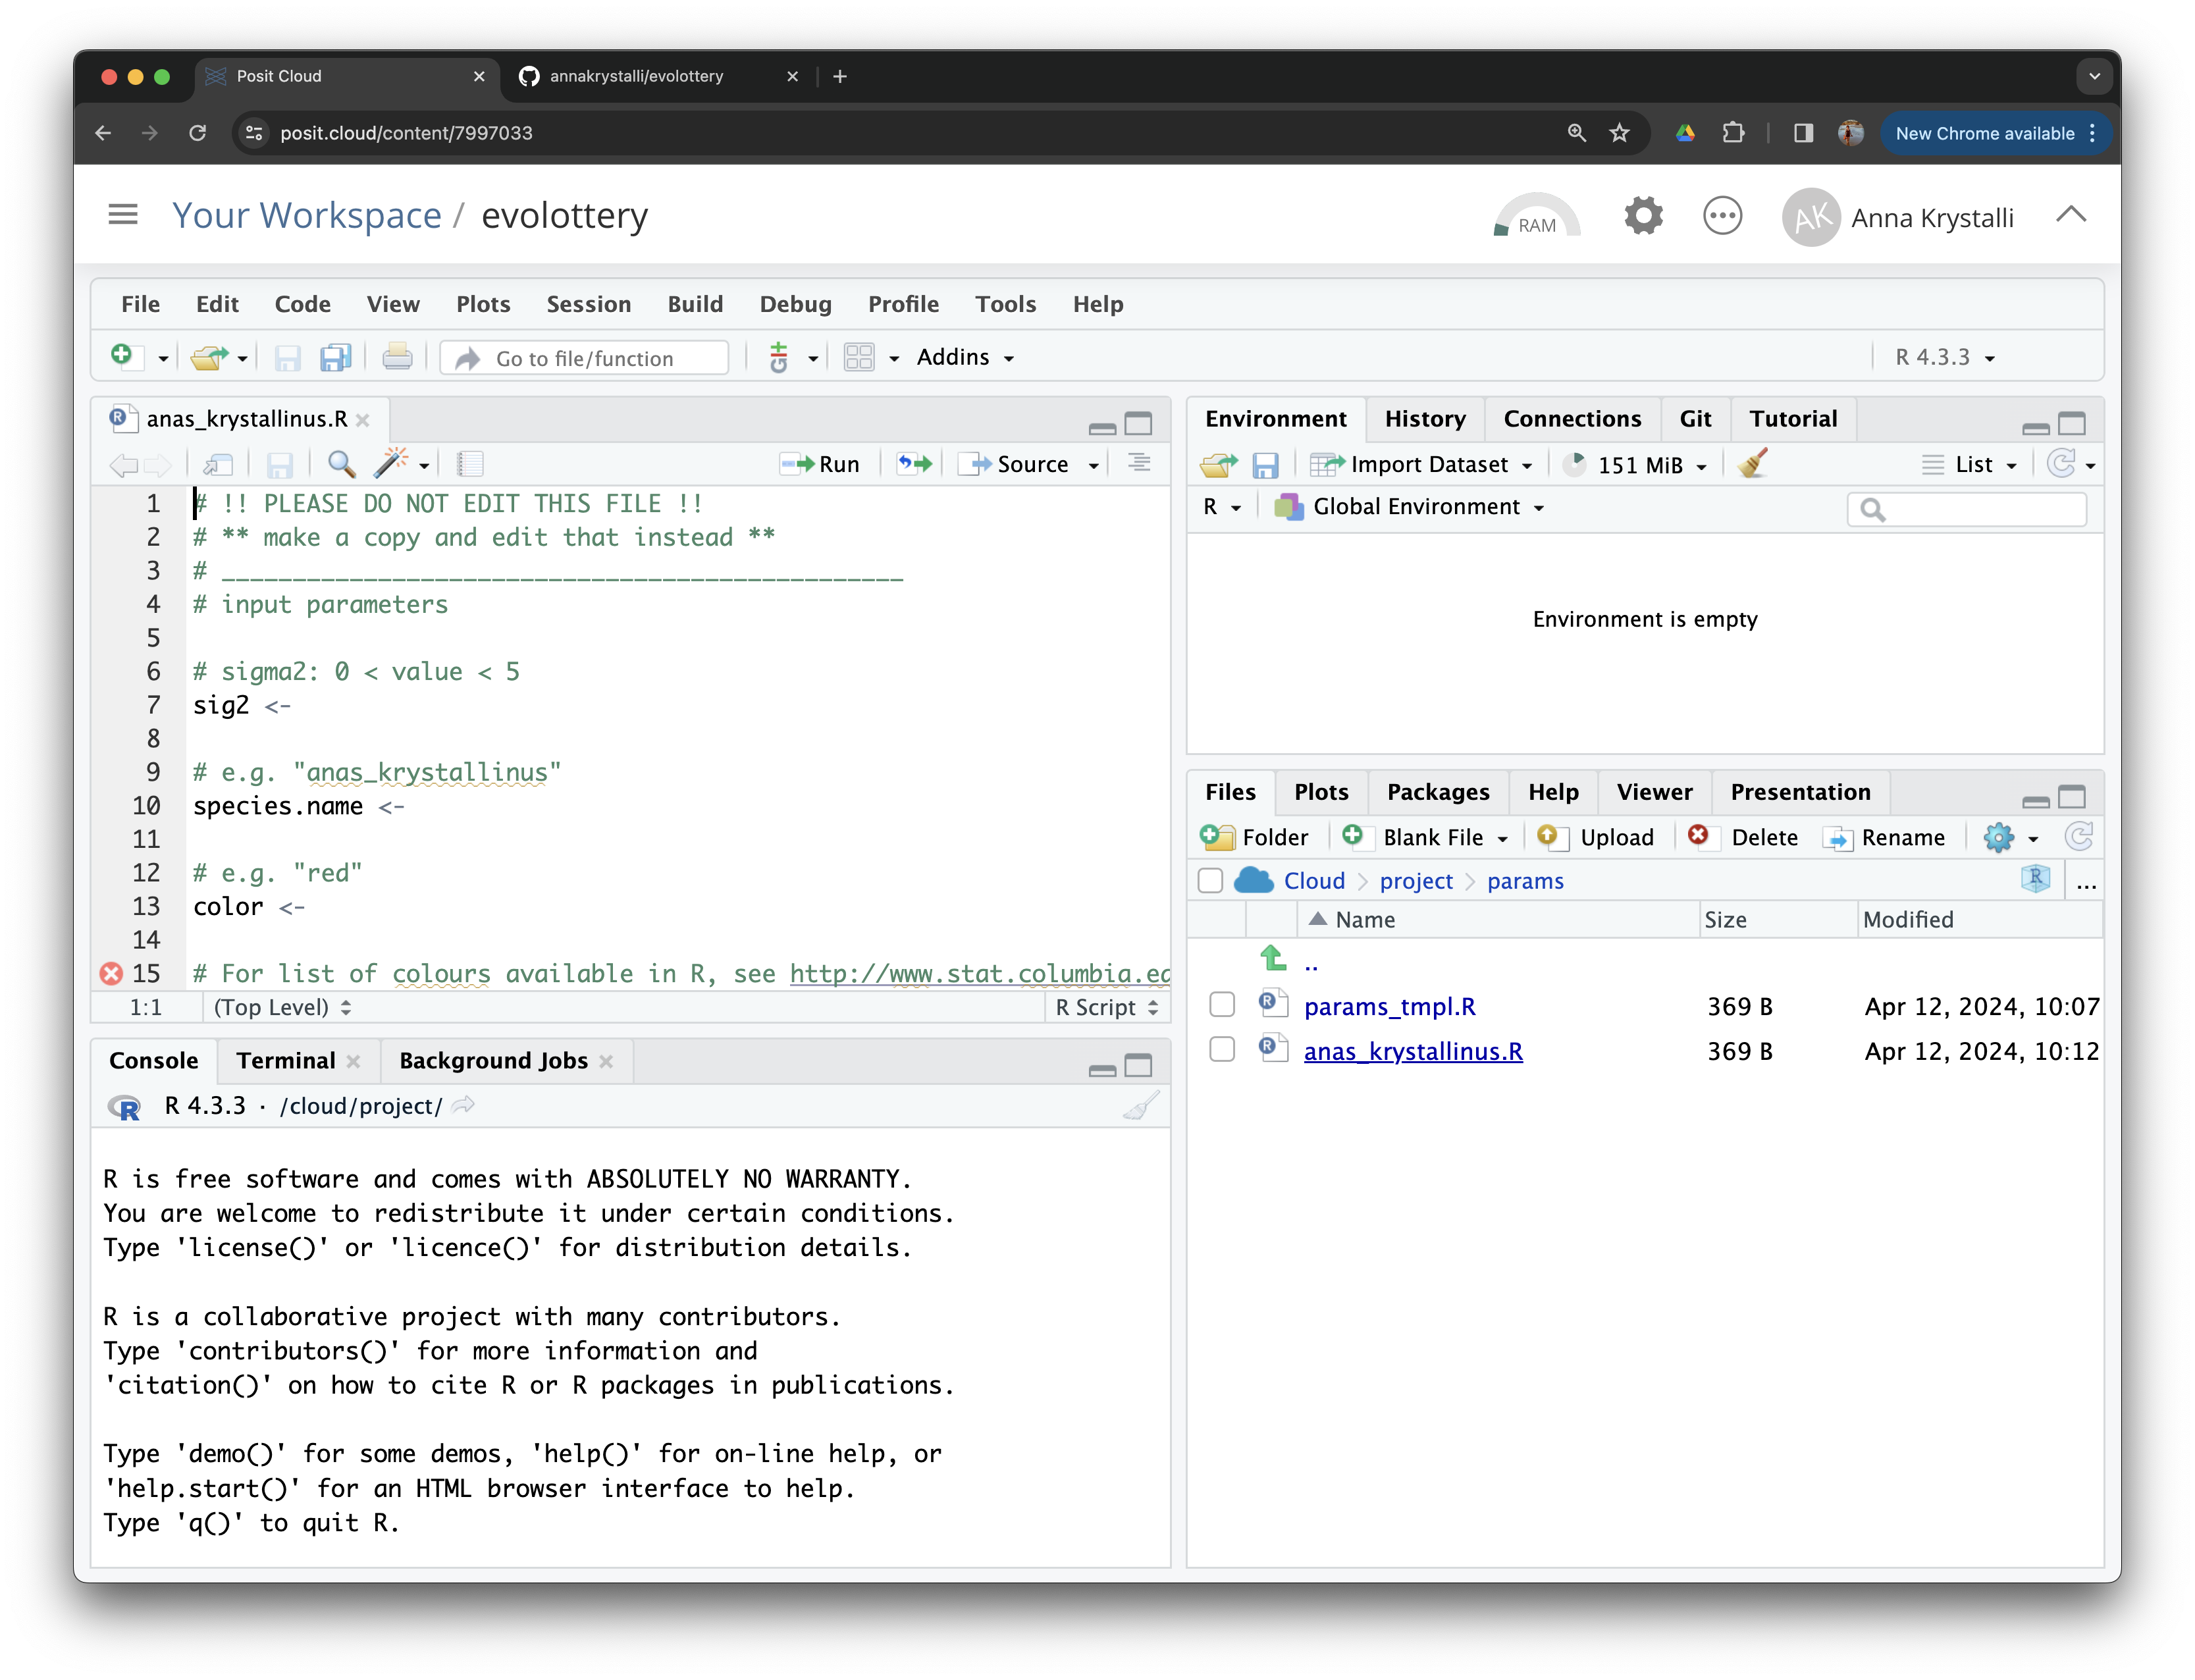 Posit Cloud
annakrystalli/evolottery
posit.cloud/content/7997033
New Chrome available
Your Workspace / evolottery
RAM
AK
Anna Krystalli
File Edit Code View Plots Session Build Debug Profile Tools Help
Go to file/function
Addins
R 4.3.3
anas_krystallinus.R
Run
Source
1 # !! PLEASE DO NOT EDIT THIS FILE !!
2 # ** make a copy and edit that instead **
3 # ________________________________________________
4 # input parameters
5
6 # sigma2: 0 < value < 5
7 sig2 <-
8
9 # e.g. "anas_krystallinus"
10 species.name <-
11
12 # e.g. "red"
13 color <-
14
15 # For list of colours available in R, see http://www.stat.columbia.ed
1:1 (Top Level) R Script
Console Terminal Background Jobs
R 4.3.3 · /cloud/project/
R is free software and comes with ABSOLUTELY NO WARRANTY.
You are welcome to redistribute it under certain conditions.
Type 'license()' or 'licence()' for distribution details.
R is a collaborative project with many contributors.
Type 'contributors()' for more information and
'citation()' on how to cite R or R packages in publications.
Type 'demo()' for some demos, 'help()' for on-line help, or
'help.start()' for an HTML browser interface to help.
Type 'q()' to quit R.
Environment History Connections Git Tutorial
Import Dataset 151 MiB List
R Global Environment
Environment is empty
Files Plots Packages Help Viewer Presentation
Folder Blank File Upload Delete Rename
Cloud project params ...
Name Size Modified
..
params_tmpl.R 369 B Apr 12, 2024, 10:07
anas_krystallinus.R 369 B Apr 12, 2024, 10:12